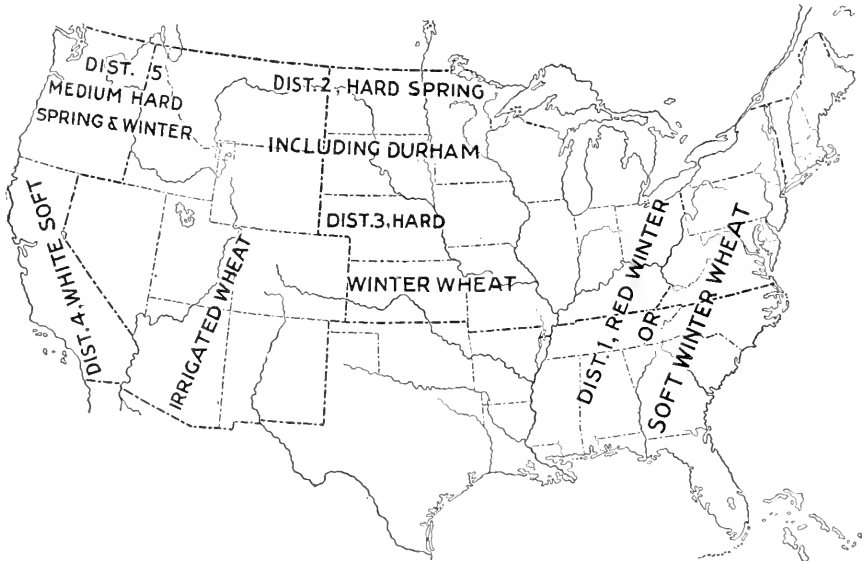 DIST. 5
MEDIUM HARD
SPRING & WINTER
DIST.2, HARD SPRING
INCLUDING DURHAM
DIST.3, HARD
WINTER WHEAT
DIST.4, WHITE SOFT
IRRIGATED WHEAT
DIST.1, RED WINTER
OR
SOFT WINTER WHEAT